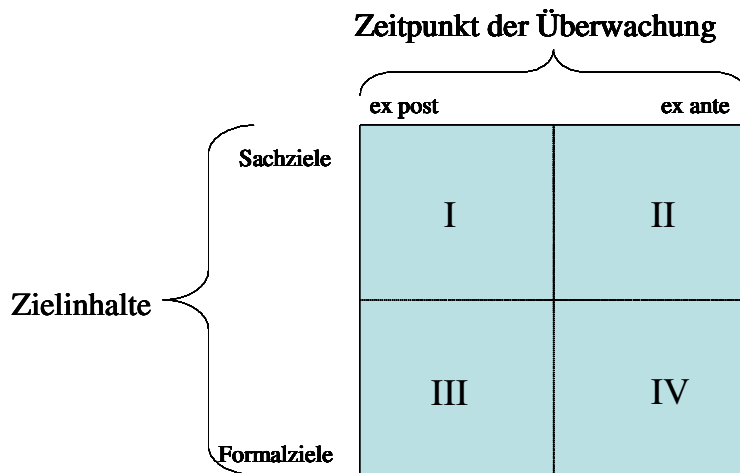 Zeitpunkt der Überwachung
ex post ex ante
Sachziele
I II
Zielinhalte
III IV
Formalziele